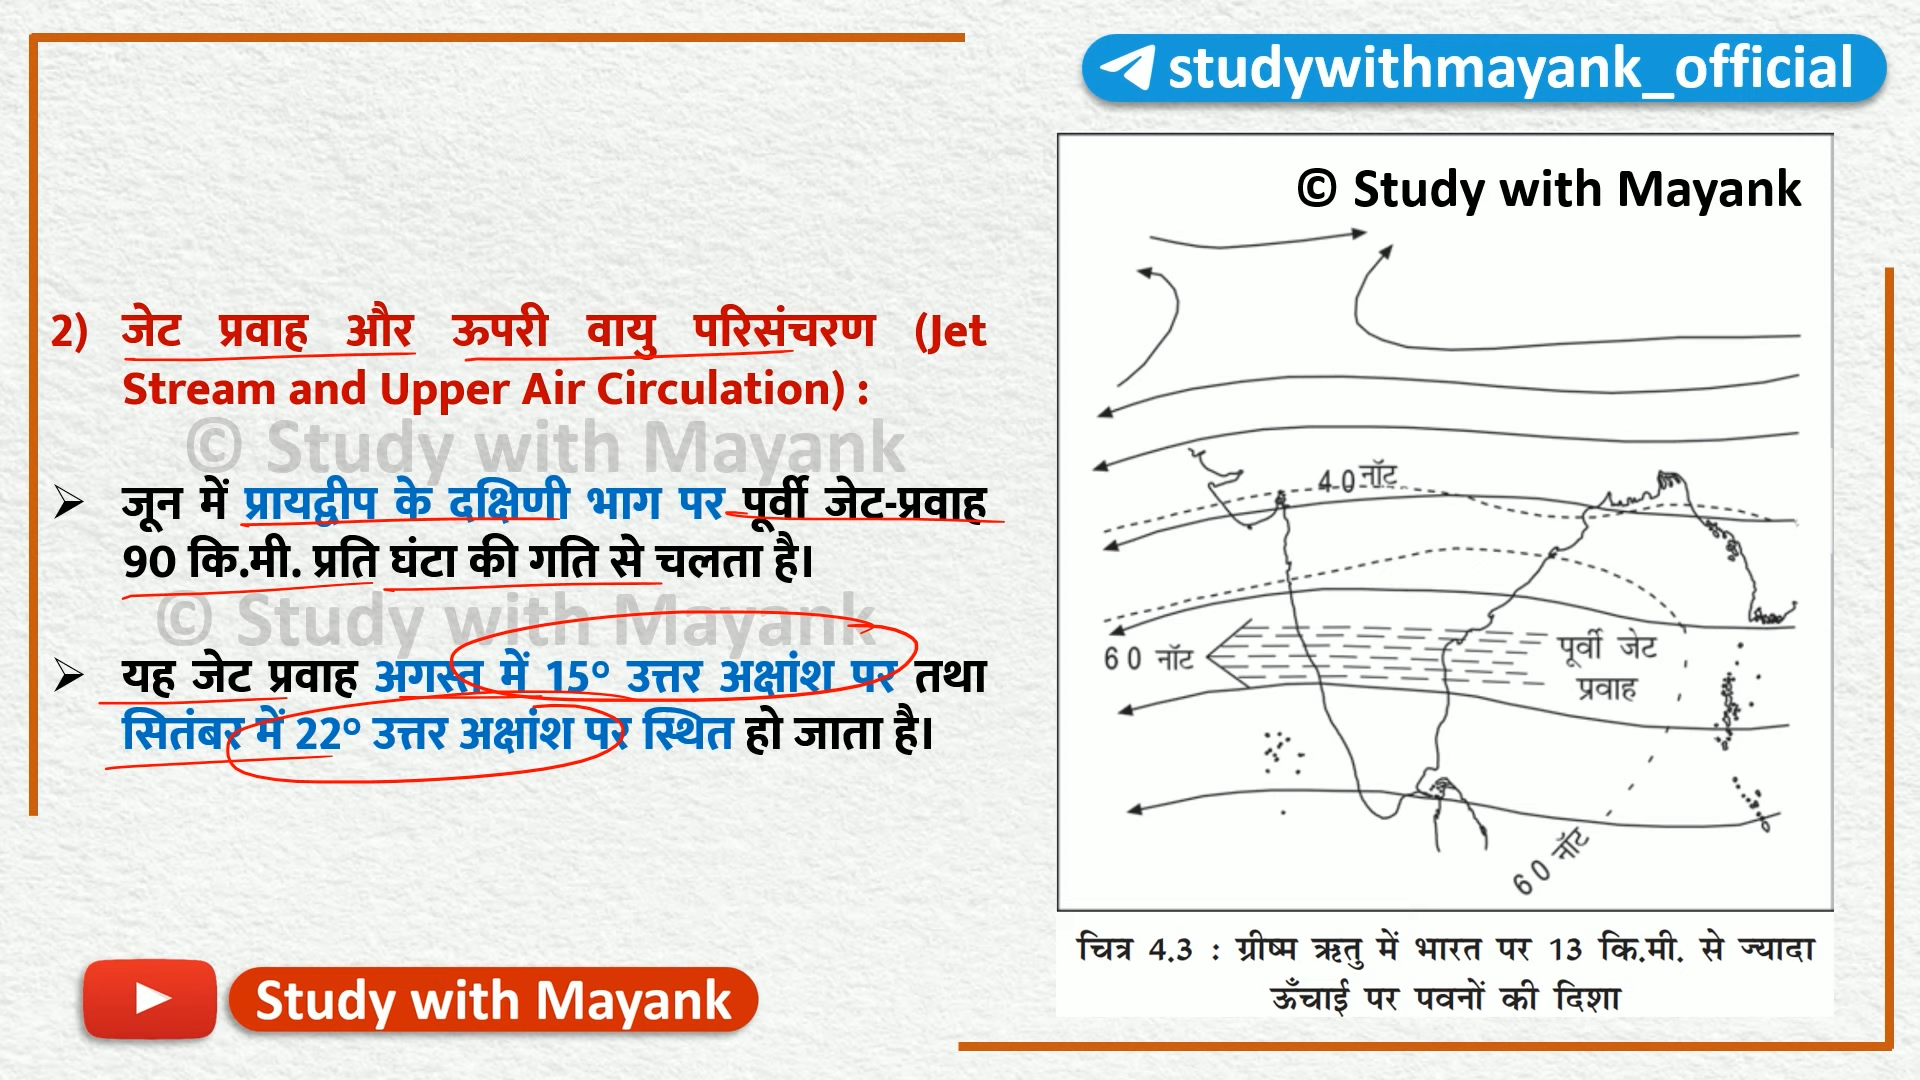 studywithmayank_official
© Study with Mayank
2) जेट प्रवाह और ऊपरी वायु परिसंचरण (Jet
Stream and Upper Air Circulation) :
© Study with Mayank
जून में प्रायद्वीप के दक्षिणी भाग पर पूर्वी जेट-प्रवाह
90 कि.मी. प्रति घंटा की गति से चलता है।
© Study with Mayank
यह जेट प्रवाह अगस्त में 15° उत्तर अक्षांश पर तथा
सितंबर में 22° उत्तर अक्षांश पर स्थित हो जाता है।
40 नॉट
60 नॉट
पूर्वी जेट
प्रवाह
60 नॉट
चित्र 4.3 : ग्रीष्म ऋतु में भारत पर 13 कि.मी. से ज्यादा
ऊँचाई पर पवनों की दिशा
Study with Mayank